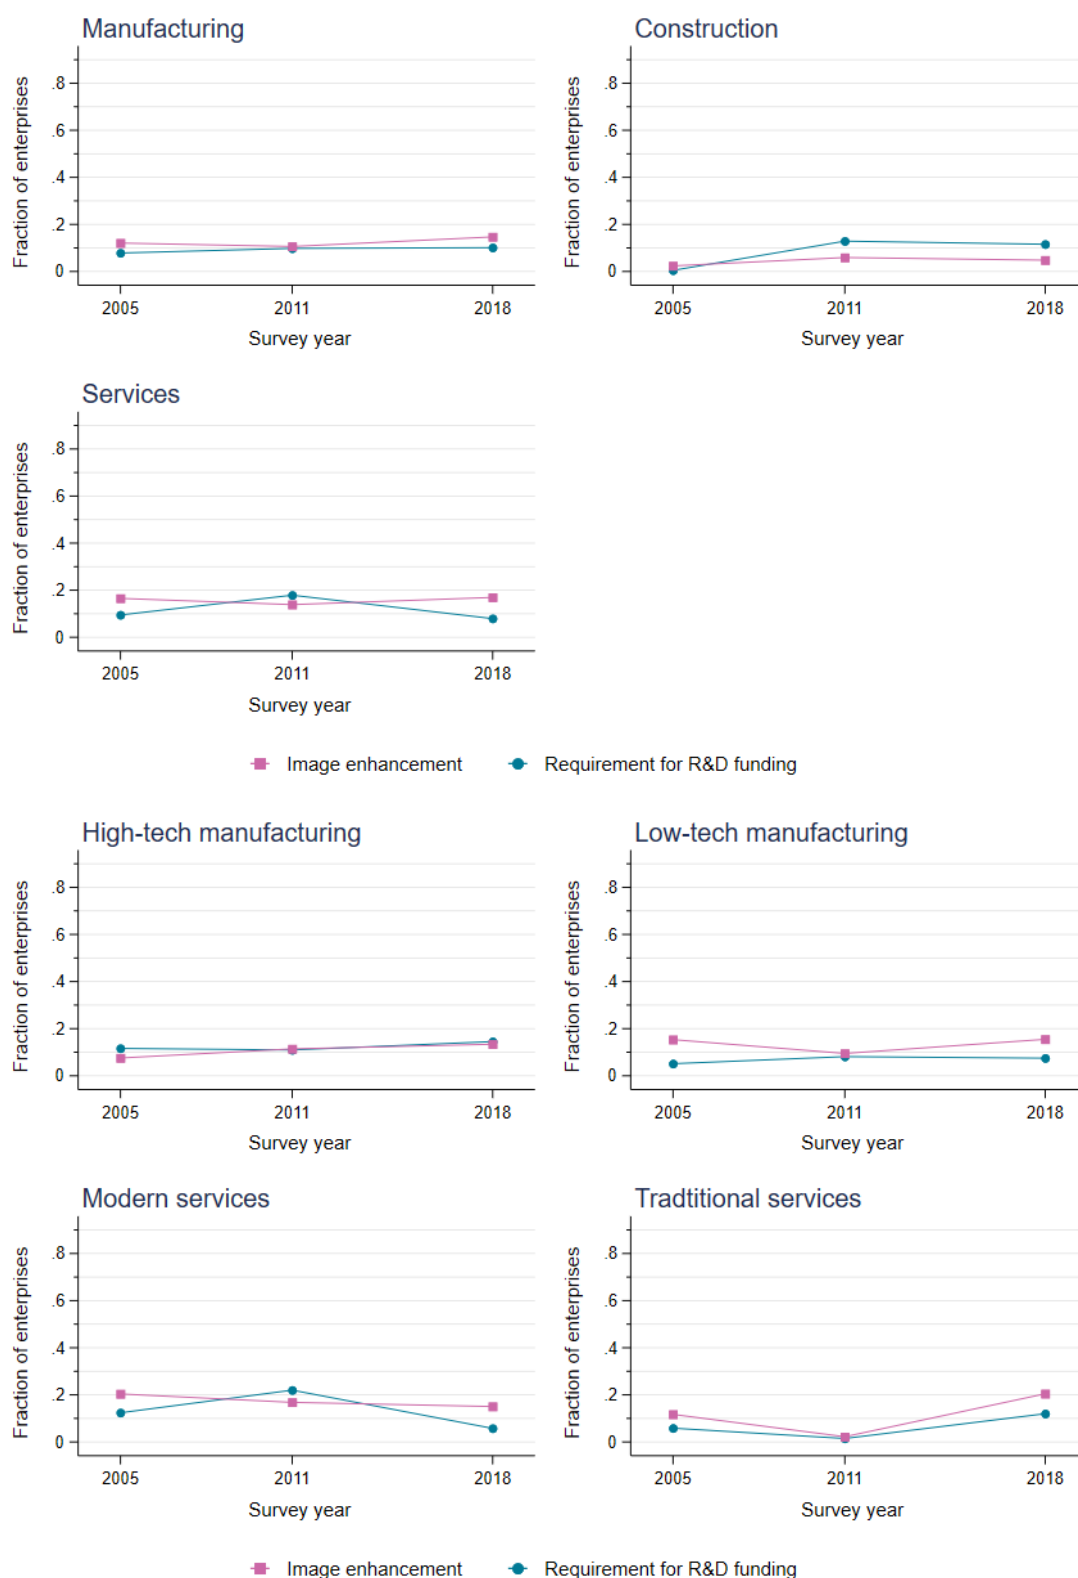 Manufacturing
Fraction of enterprises
.8
.6
.4
.2
0
2005 2011 2018
Survey year
Construction
Fraction of enterprises
.8
.6
.4
.2
0
2005 2011 2018
Survey year
Services
Fraction of enterprises
.8
.6
.4
.2
0
2005 2011 2018
Survey year
Image enhancement Requirement for R&D funding
High-tech manufacturing
Fraction of enterprises
.8
.6
.4
.2
0
2005 2011 2018
Survey year
Low-tech manufacturing
Fraction of enterprises
.8
.6
.4
.2
0
2005 2011 2018
Survey year
Modern services
Fraction of enterprises
.8
.6
.4
.2
0
2005 2011 2018
Survey year
Tradtitional services
Fraction of enterprises
.8
.6
.4
.2
0
2005 2011 2018
Survey year
Image enhancement Requirement for R&D funding